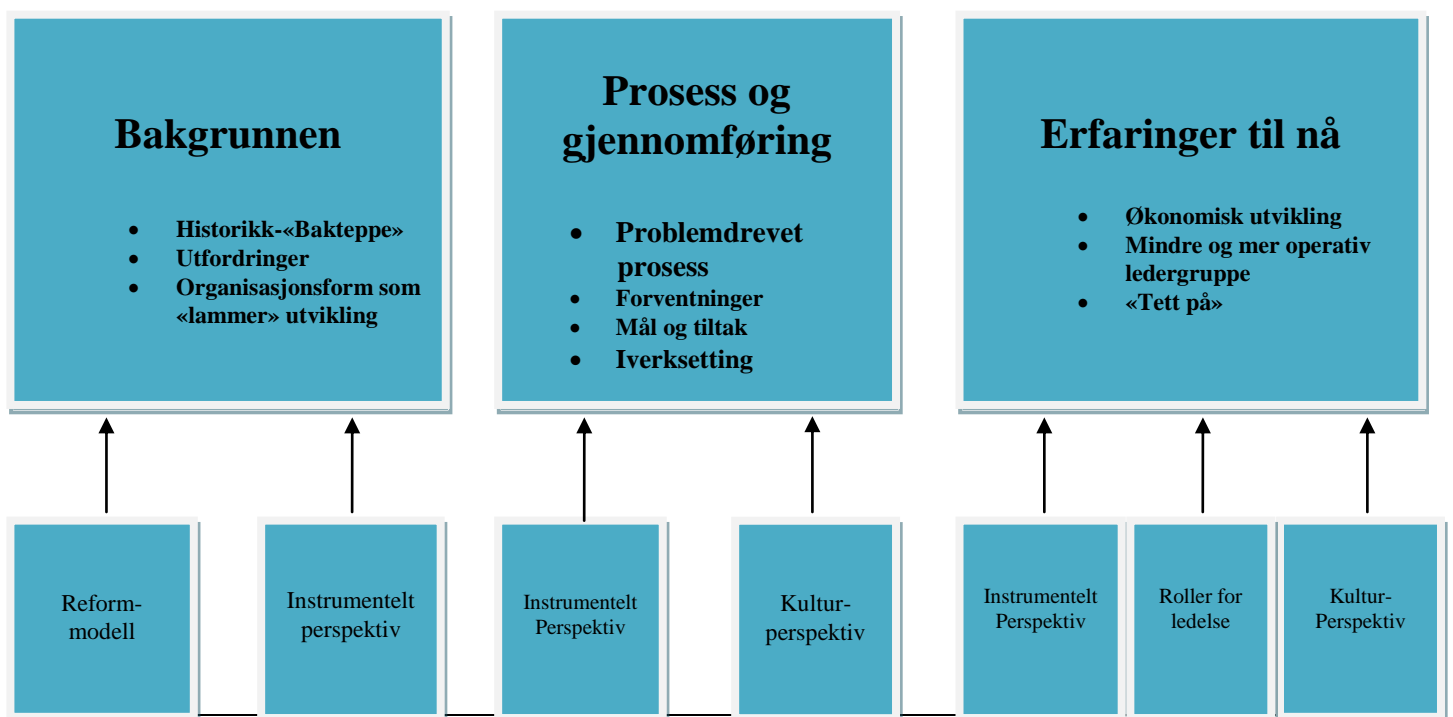 Bakgrunnen
• Historikk-«Bakteppe»
• Utfordringer
• Organisasjonsform som
«lammer» utvikling
Prosess og
gjennomføring
• Problemdrevet
prosess
• Forventninger
• Mål og tiltak
• Iverksetting
Erfaringer til nå
• Økonomisk utvikling
• Mindre og mer operativ
ledergruppe
• «Tett på»
Reform-
modell
Instrumentelt
perspektiv
Instrumentelt
Perspektiv
Kultur-
perspektiv
Instrumentelt
Perspektiv
Roller for
ledelse
Kultur-
Perspektiv